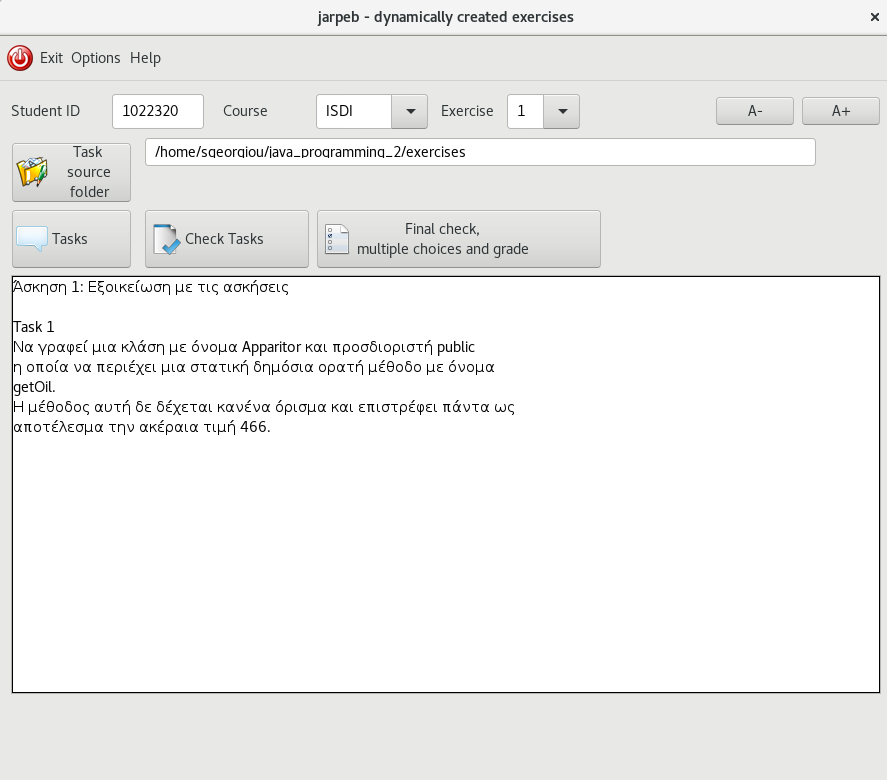 jarpeb - dynamically created exercises
Exit Options Help
Student ID 1022320 Course ISDI Exercise 1 A- A+
Task source folder
/home/sgeorgiou/java_programming_2/exercises
Tasks
Check Tasks
Final check,
multiple choices and grade
Άσκηση 1: Εξοικείωση με τις ασκήσεις
Task 1
Να γραφεί μια κλάση με όνομα Apparitor και προσδιοριστή public
η οποία να περιέχει μια στατική δημόσια ορατή μέθοδο με όνομα
getOil.
Η μέθοδος αυτή δε δέχεται κανένα όρισμα και επιστρέφει πάντα ως
αποτέλεσμα την ακέραια τιμή 466.